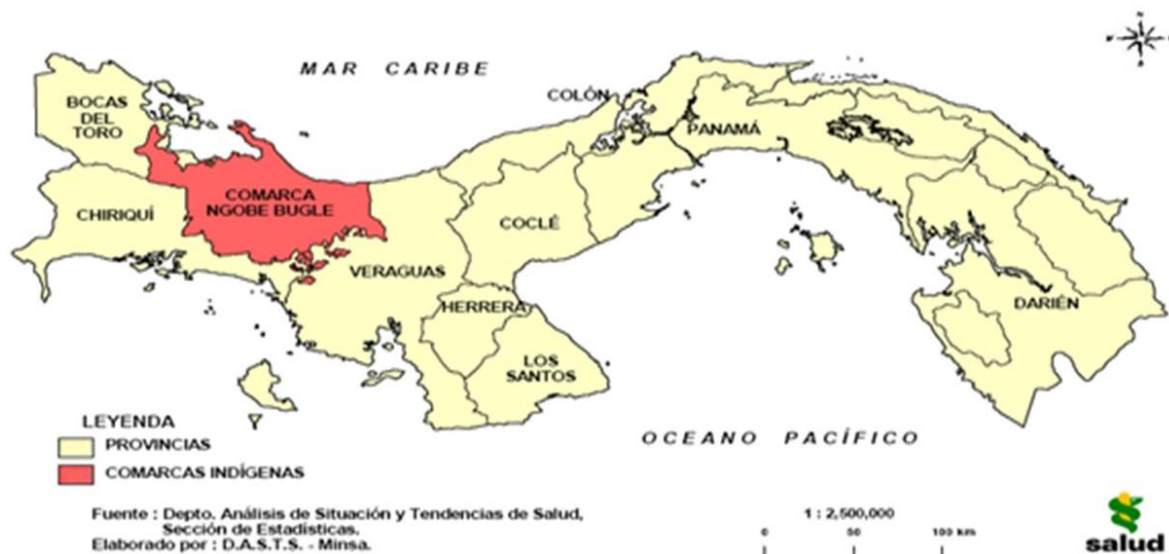 N
MAR CARIBE
BOCAS
DEL
TORO
COLÓN
PANAMÁ
COMARCA
NGOBE BUGLE
CHIRIQUÍ
COCLÉ
VERAGUAS
HERRERA
DARIÉN
LOS
SANTOS
LEYENDA
PROVINCIAS
COMARCAS INDÍGENAS
OCEANO PACÍFICO
Fuente : Depto. Análisis de Situación y Tendencias de Salud,
Sección de Estadísticas.
Elaborado por : D.A.S.T.S. - Minsa.
1 : 2,500,000
0 50 100 km
salud